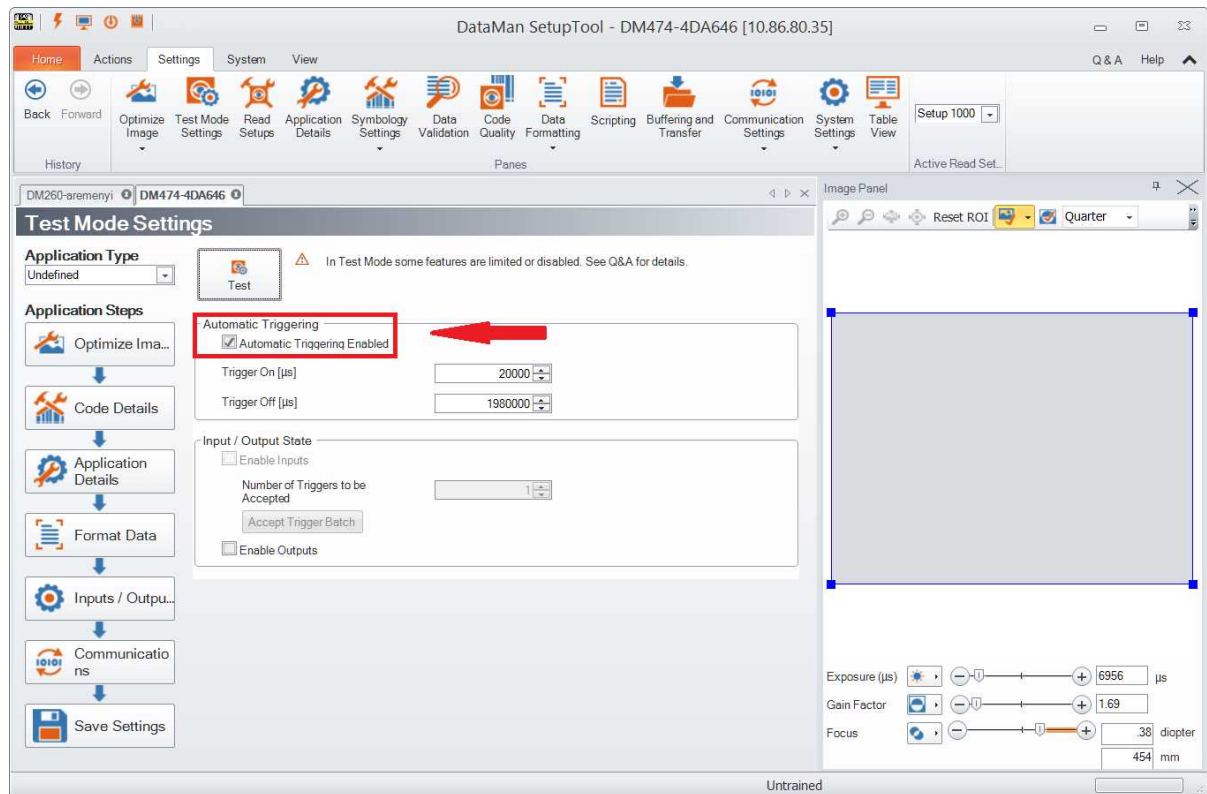 DataMan SetupTool - DM474-4DA646 [10.86.80.35]
Home Actions Settings System View Q&A Help
Back Forward
Optimize Image
Test Mode Settings
Read Setups
Application Details
Symbology Settings
Data Validation
Code Quality
Data Formatting
Scripting
Buffering and Transfer
Communication Settings
System Settings
Table View
Setup 1000
History Panes Active Read Set...
DM260-aremenyi DM474-4DA646
Test Mode Settings
Application Type
Undefined
Application Steps
Optimize Ima...
Code Details
Application
Details
Format Data
Inputs / Outpu...
Communicatio
ns
Save Settings
Test
In Test Mode some features are limited or disabled. See Q&A for details.
Automatic Triggering
Automatic Triggering Enabled
Trigger On [µs] 20000
Trigger Off [µs] 1980000
Input / Output State
Enable Inputs
Number of Triggers to be
Accepted
1
Accept Trigger Batch
Enable Outputs
Image Panel
Reset ROI Quarter
Exposure (µs) 6956 µs
Gain Factor 1.69
Focus .38 diopter
454 mm
Untrained